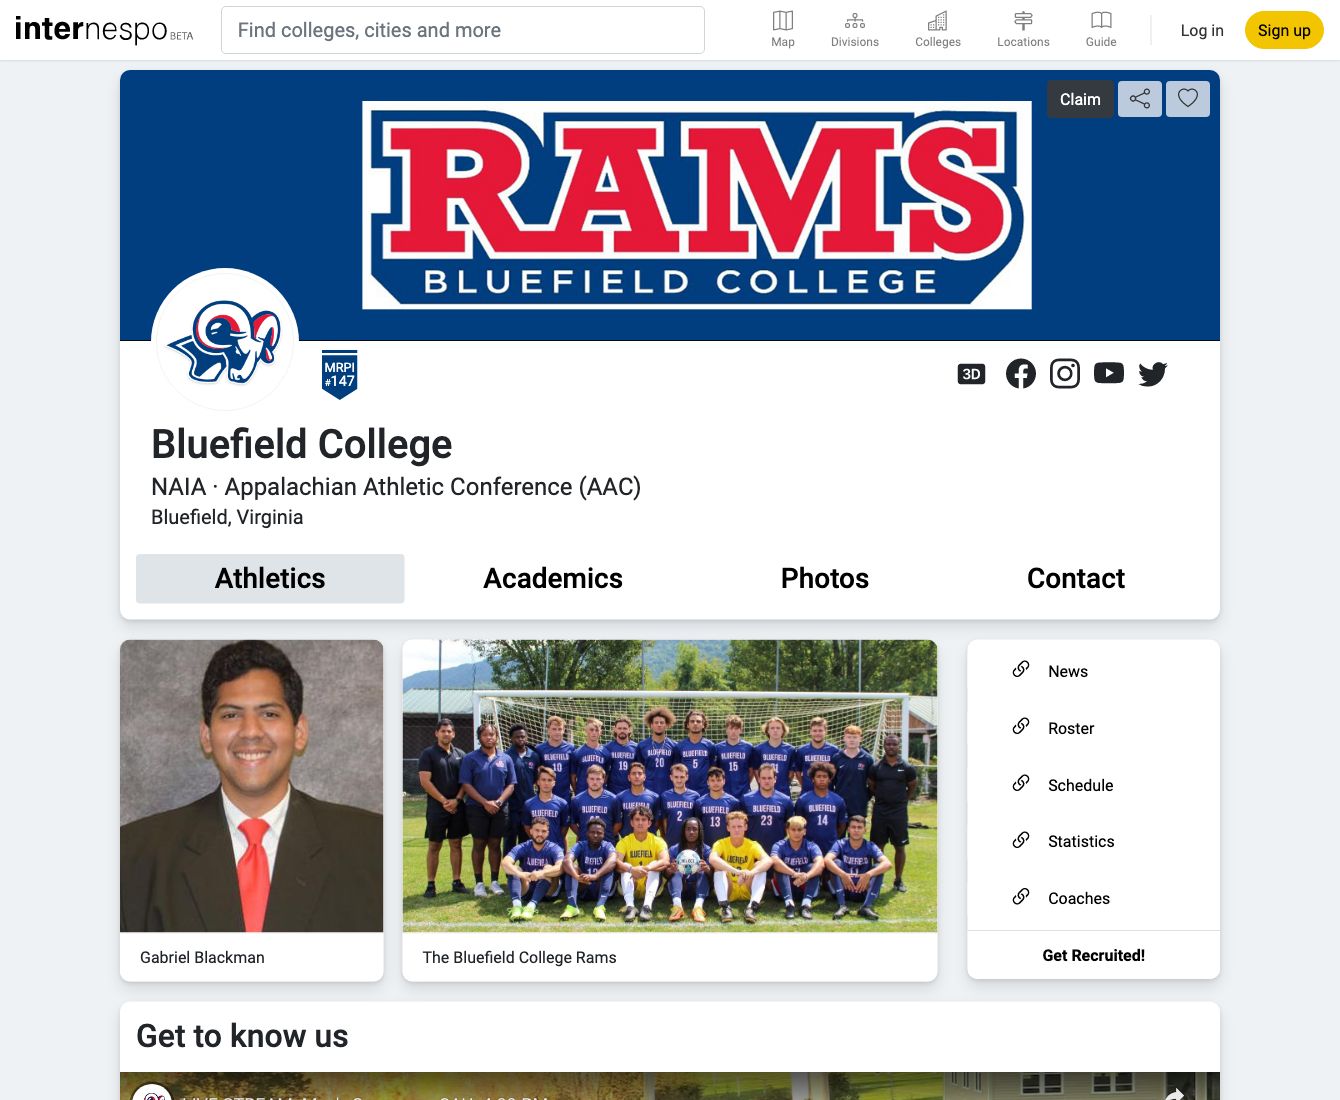 internespo BETA
Find colleges, cities and more
Map
Divisions
Colleges
Locations
Guide
Log in
Sign up
Claim
RAMS
BLUEFIELD COLLEGE
MRPI
#147
3D
Bluefield College
NAIA · Appalachian Athletic Conference (AAC)
Bluefield, Virginia
Athletics
Academics
Photos
Contact
Gabriel Blackman
The Bluefield College Rams
News
Roster
Schedule
Statistics
Coaches
Get Recruited!
Get to know us